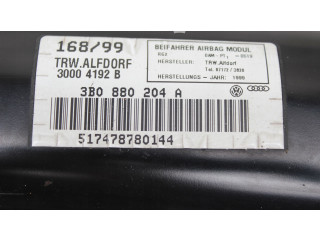 168/99
TRW.ALFDORF
3000 4192 B
BEIFAHRER AIRBAG MODUL
HERSTELLER: TRW.Alfdorf
HERSTELLUNGS - JAHR: 1999
3B0 880 204 A
517478780144